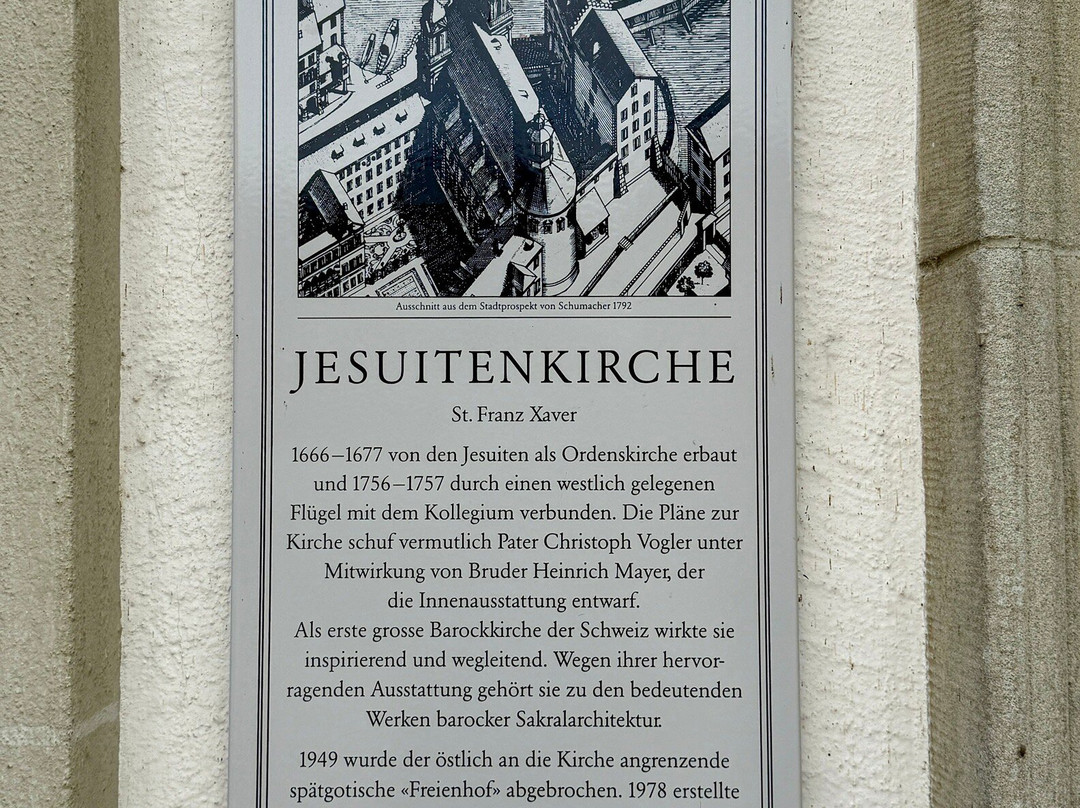 Ausschnitt aus dem Stadtprospekt von Schumacher 1792
JESUITENKIRCHE
St. Franz Xaver
1666–1677 von den Jesuiten als Ordenskirche erbaut
und 1756–1757 durch einen westlich gelegenen
Flügel mit dem Kollegium verbunden. Die Pläne zur
Kirche schuf vermutlich Pater Christoph Vogler unter
Mitwirkung von Bruder Heinrich Mayer, der
die Innenausstattung entwarf.
Als erste grosse Barockkirche der Schweiz wirkte sie
inspirierend und wegleitend. Wegen ihrer hervor-
ragenden Ausstattung gehört sie zu den bedeutenden
Werken barocker Sakralarchitektur.
1949 wurde der östlich an die Kirche angrenzende
spätgotische «Freienhof» abgebrochen. 1978 erstellte